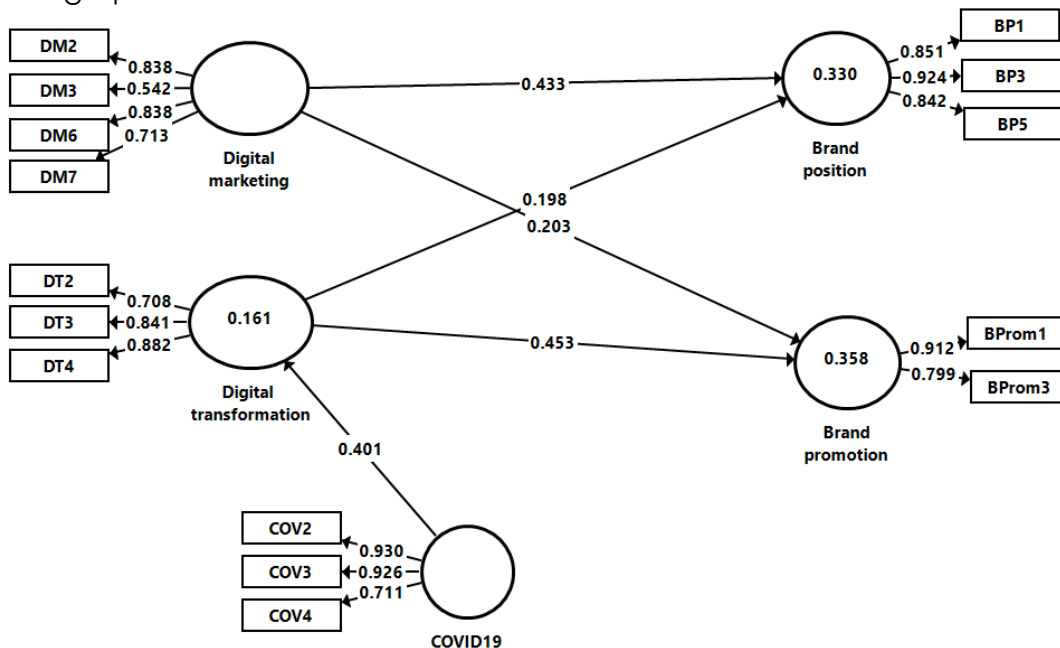 DM2
DM3
DM6
DM7
0.838
0.542
0.838
0.713
Digital
marketing
0.433
0.198
0.203
0.330
Brand
position
0.851
0.924
0.842
BP1
BP3
BP5
DT2
DT3
DT4
0.708
0.841
0.882
0.161
Digital
transformation
0.453
0.401
0.358
Brand
promotion
0.912
0.799
BProm1
BProm3
COV2
COV3
COV4
0.930
0.926
0.711
COVID19